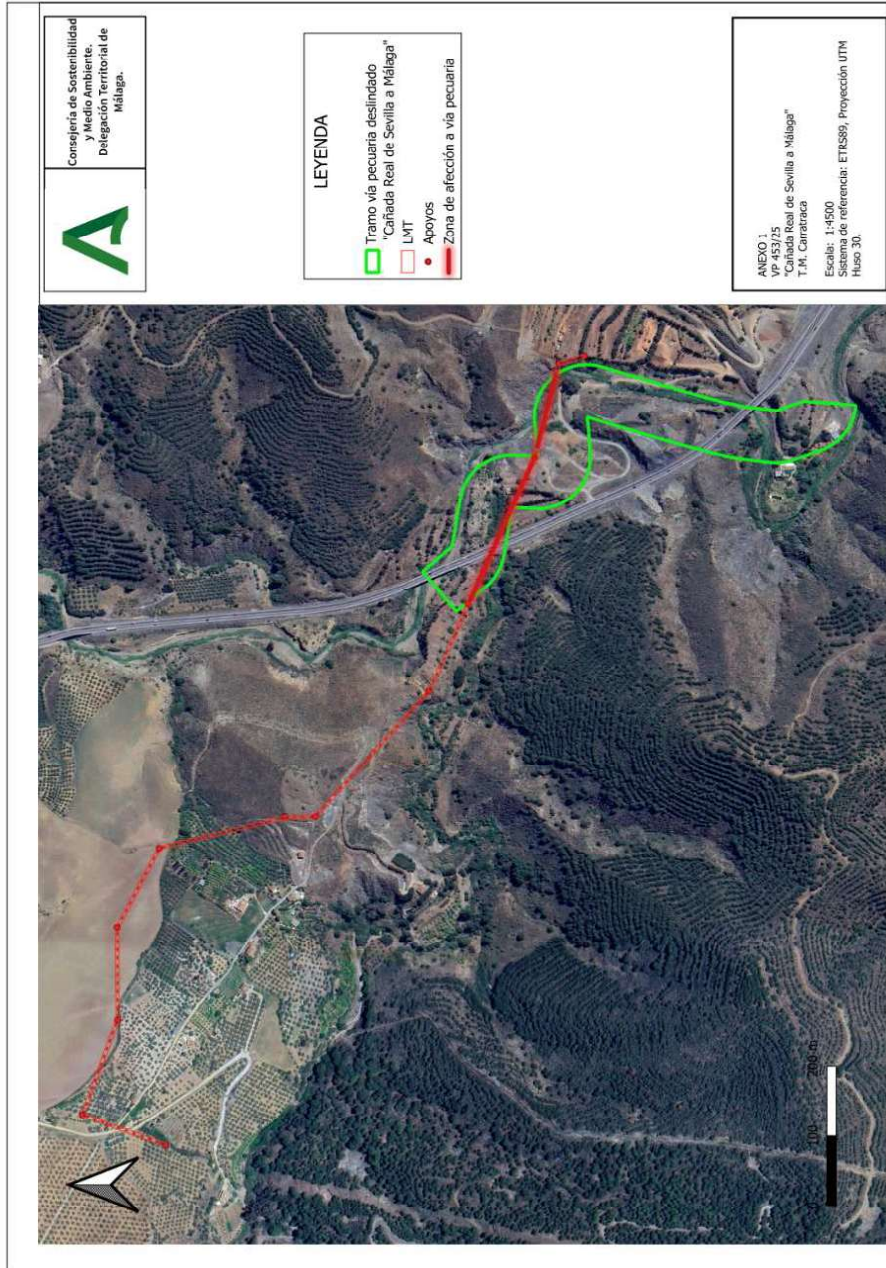 Consejería de Sostenibilidad
y Medio Ambiente.
Delegación Territorial de
Málaga.
LEYENDA
Tramo vía pecuaria deslindado
"Cañada Real de Sevilla a Málaga"
LMT
Apoyos
Zona de afección a vía pecuaria
ANEXO 1
VP 453/25
"Cañada Real de Sevilla a Málaga"
T.M. Carratraca
Escala: 1:4500
Sistema de referencia: ETRS89, Proyección UTM
Huso 30.
100
200 m